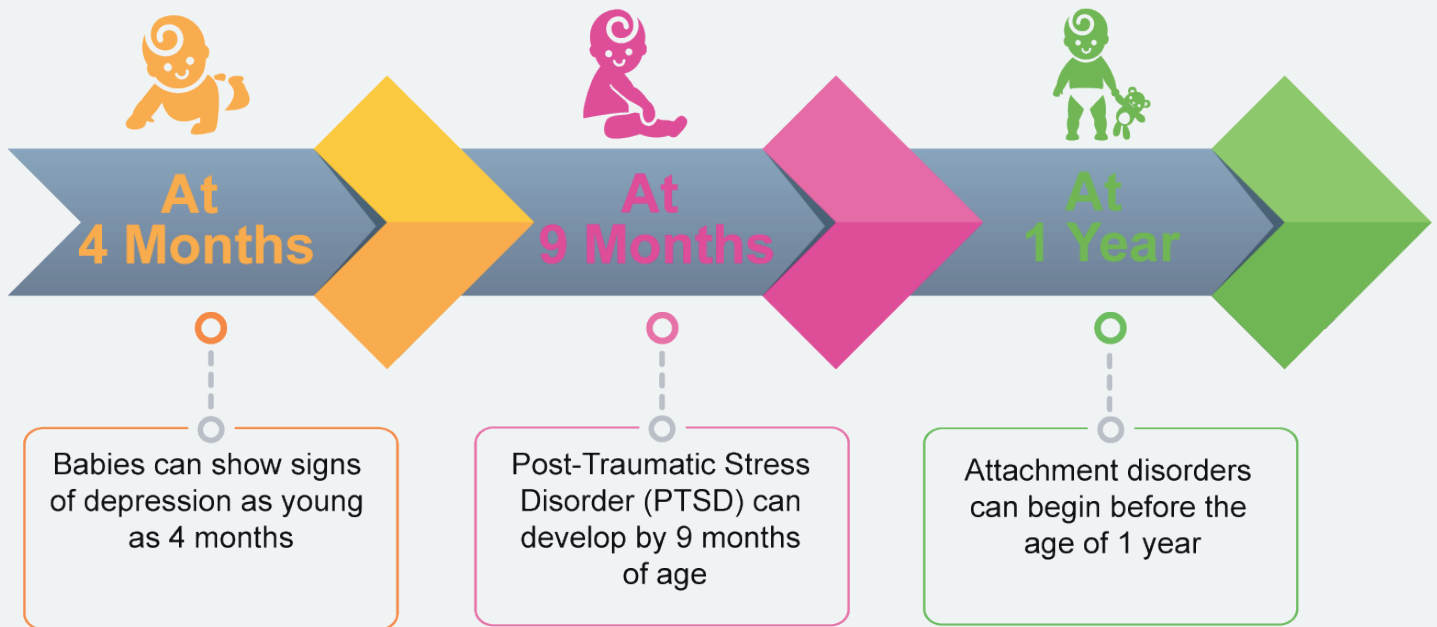 At
4 Months
At
9 Months
At
1 Year
Babies can show signs
of depression as young
as 4 months
Post-Traumatic Stress
Disorder (PTSD) can
develop by 9 months
of age
Attachment disorders
can begin before the
age of 1 year